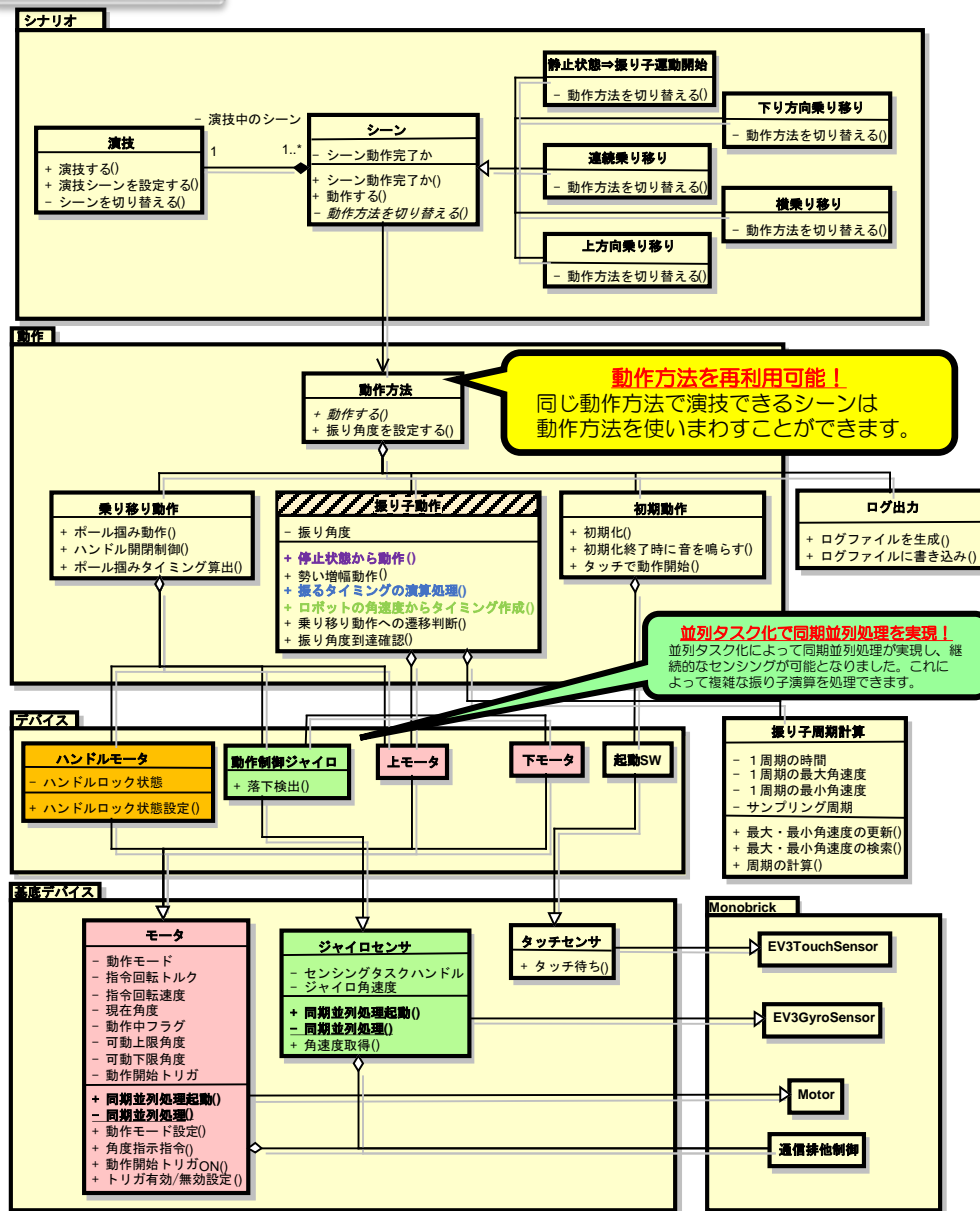 シナリオ
演技
+ 演技する()
+ 演技シーンを設定する()
- シーンを切り替える()
- 演技中のシーン
1
1..*
シーン
- シーン動作完了か
+ シーン動作完了か()
+ 動作する()
- 動作方法を切り替える()
静止状態⇒振り子運動開始
- 動作方法を切り替える()
下り方向乗り移り
- 動作方法を切り替える()
連続乗り移り
- 動作方法を切り替える()
横乗り移り
- 動作方法を切り替える()
上方向乗り移り
- 動作方法を切り替える()
動作
動作方法
+ 動作する()
+ 振り角度を設定する()
動作方法を再利用可能！
同じ動作方法で演技できるシーンは
動作方法を使いまわすことができます。
乗り移り動作
+ ポール掴み動作()
+ ハンドル開閉制御()
+ ポール掴みタイミング算出()
振り子動作
- 振り角度
+ 停止状態から動作()
+ 勢い増幅動作()
+ 振るタイミングの演算処理()
+ ロボットの角速度からタイミング作成()
+ 乗り移り動作への遷移判断()
+ 振り角度到達確認()
初期動作
+ 初期化()
+ 初期化終了時に音を鳴らす()
+ タッチで動作開始()
ログ出力
+ ログファイルを生成()
+ ログファイルに書き込み()
並列タスク化で同期並列処理を実現！
並列タスク化によって同期並列処理が実現し、継
続的なセンシングが可能となりました。これに
よって複雑な振り子演算を処理できます。
デバイス
ハンドルモータ
- ハンドルロック状態
+ ハンドルロック状態設定()
動作制御ジャイロ
+ 落下検出()
上モータ
下モータ
起動SW
振り子周期計算
- １周期の時間
- １周期の最大角速度
- １周期の最小角速度
- サンプリング周期
+ 最大・最小角速度の更新()
+ 最大・最小角速度の検索()
+ 周期の計算()
基底デバイス
モータ
- 動作モード
- 指令回転トルク
- 指令回転速度
- 現在角度
- 動作中フラグ
- 可動上限角度
- 可動下限角度
- 動作開始トリガ
+ 同期並列処理起動()
- 同期並列処理()
+ 動作モード設定()
+ 角度指示指令()
+ 動作開始トリガON()
+ トリガ有効/無効設定()
ジャイロセンサ
- センシングタスクハンドル
- ジャイロ角速度
+ 同期並列処理起動()
- 同期並列処理()
+ 角速度取得()
タッチセンサ
+ タッチ待ち()
Monobrick
EV3TouchSensor
EV3GyroSensor
Motor
通信排他制御